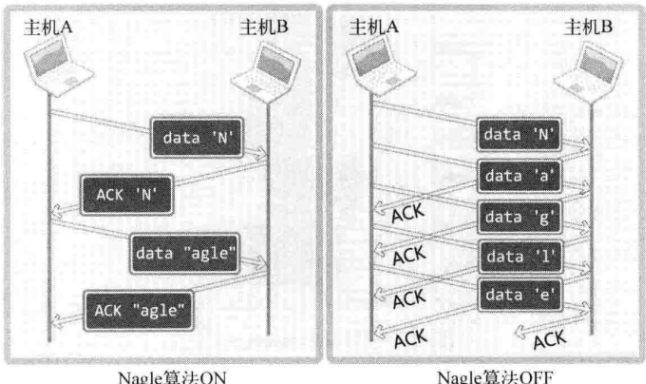 主机A 主机B
data 'N'
ACK 'N'
data "agle"
ACK "agle"
Nagle算法ON
主机A 主机B
data 'N'
data 'a'
ACK
data 'g'
ACK
data 'l'
ACK
data 'e'
ACK
ACK
Nagle算法OFF